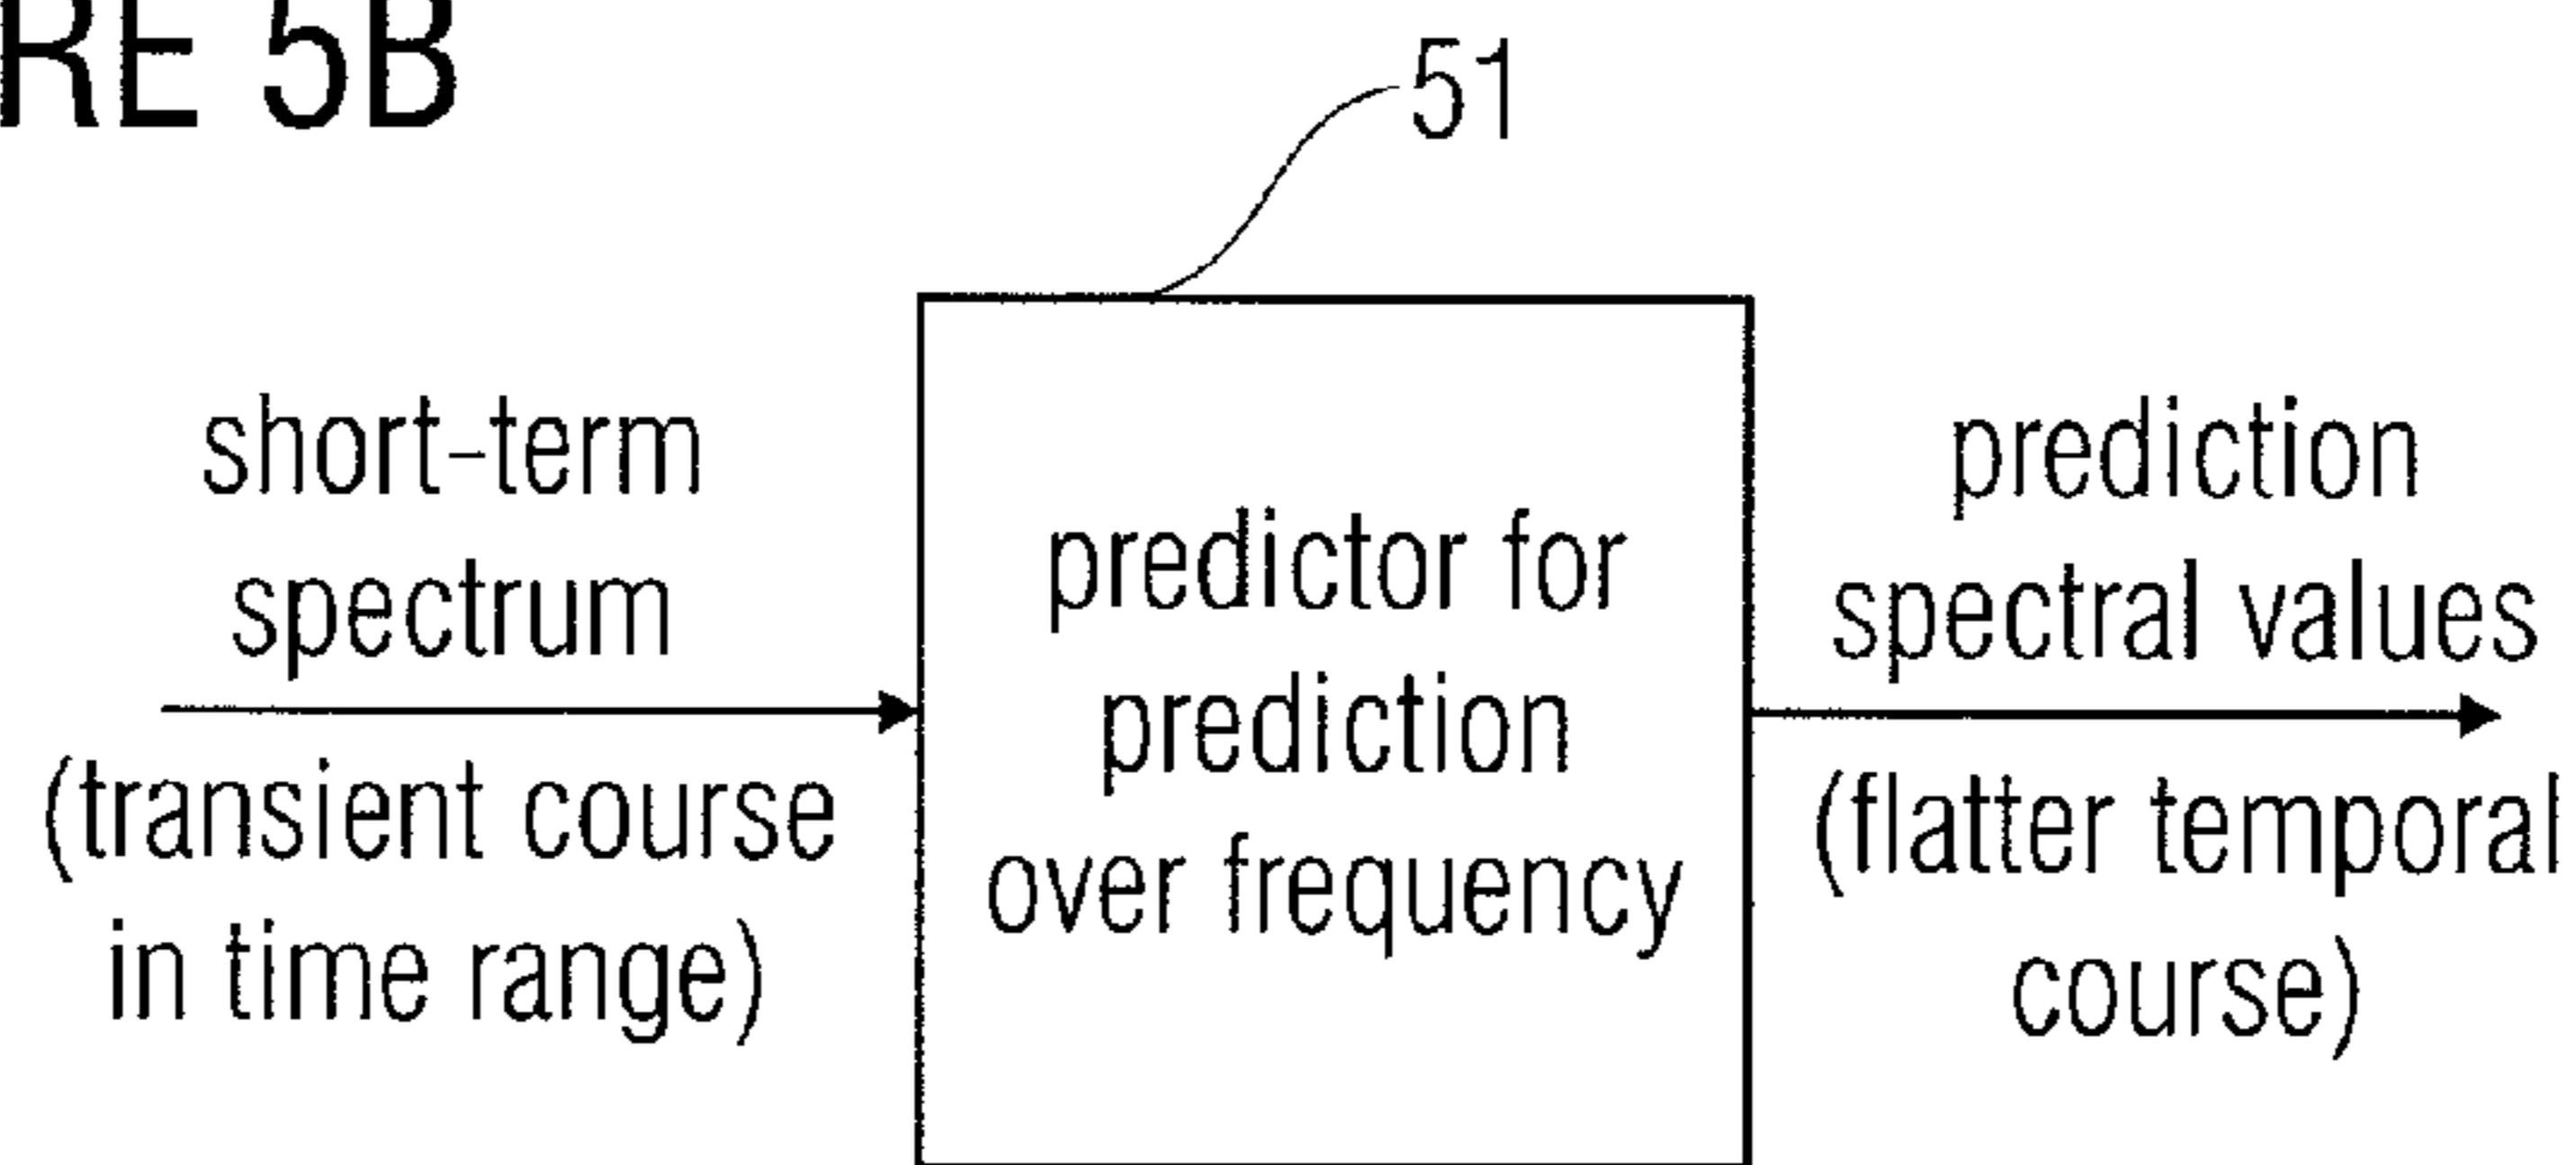 RE 5B
51
short-term
spectrum
(transient course
in time range)
predictor for
prediction
over frequency
prediction
spectral values
(flatter temporal
course)